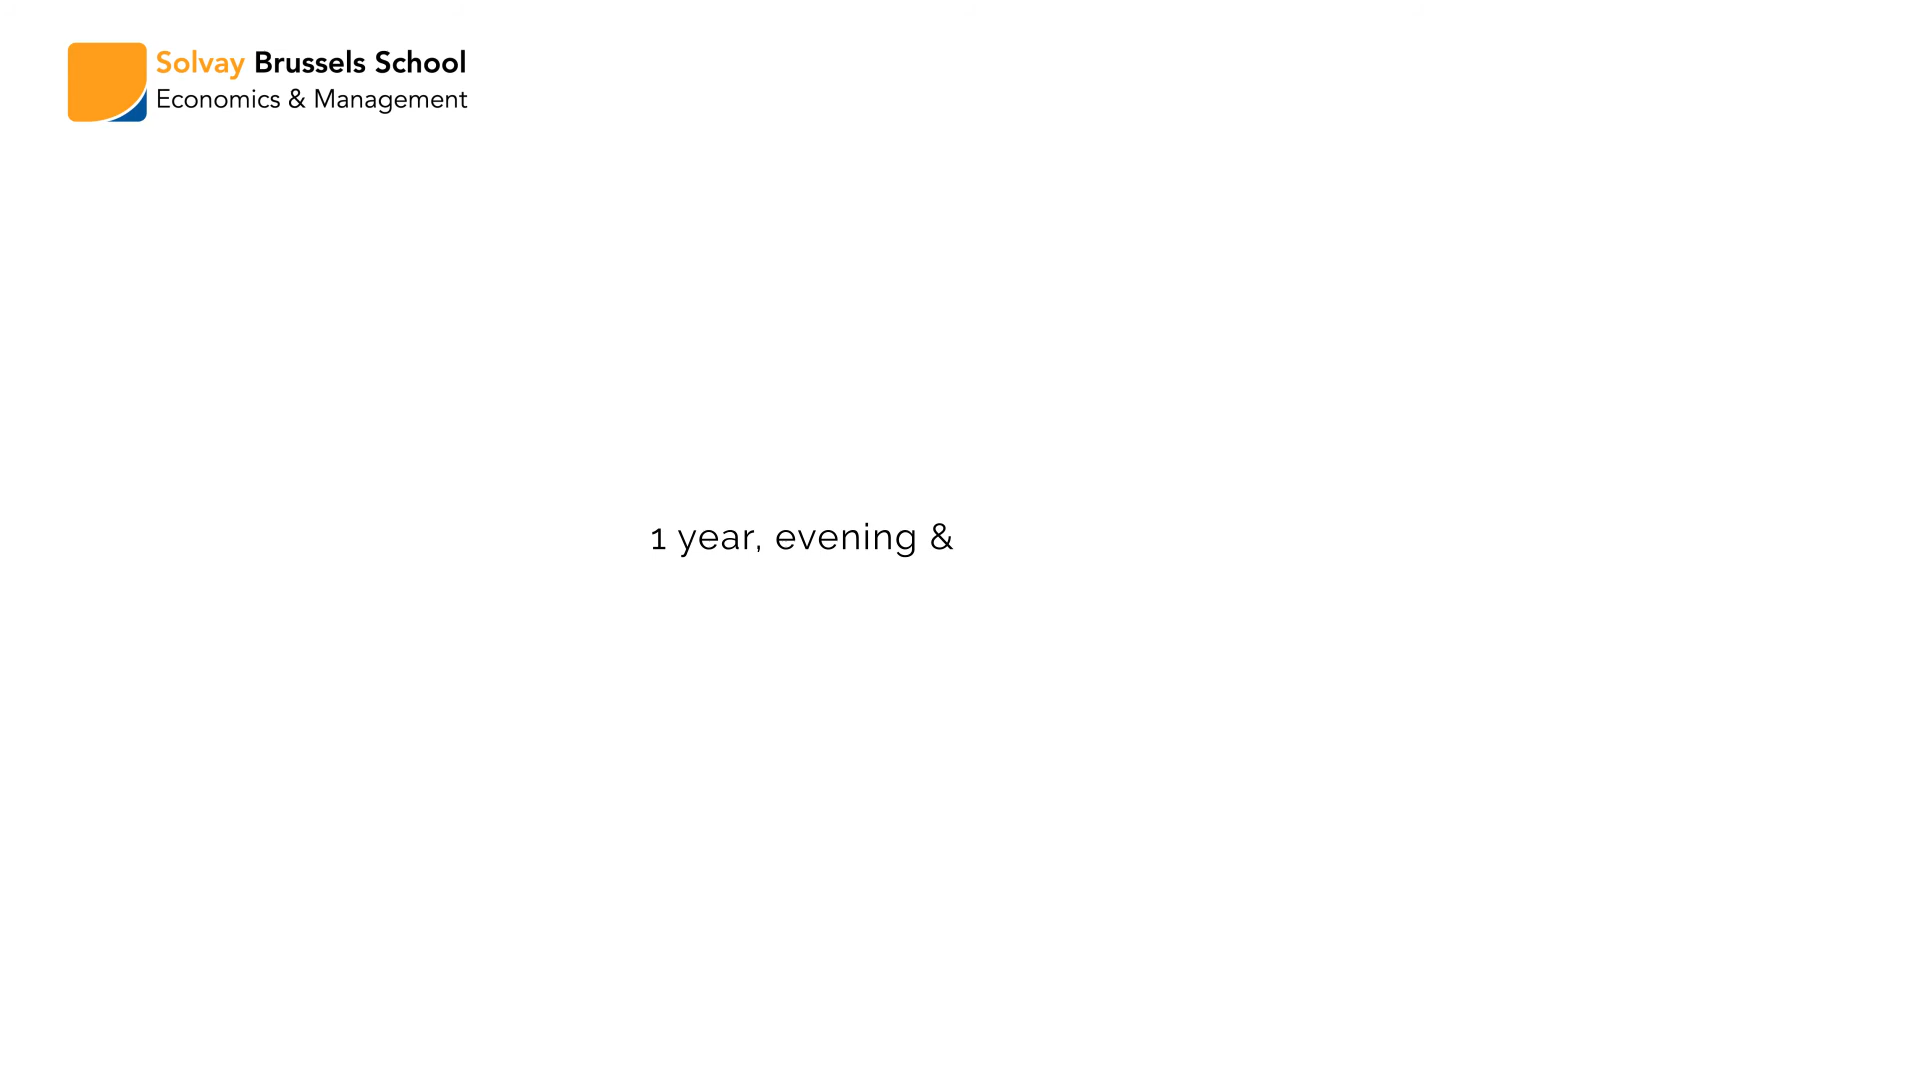 Solvay Brussels School
Economics & Management
1 year, evening &